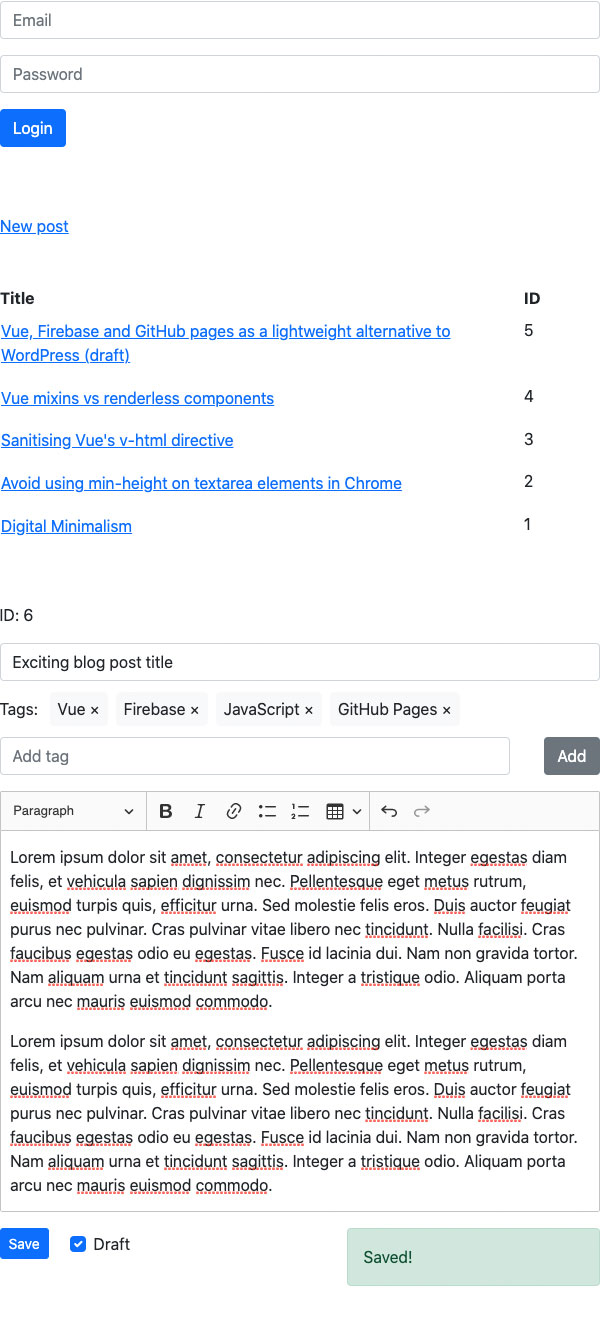 Email
Password
Login
New post
Title ID
Vue, Firebase and GitHub pages as a lightweight alternative to 5
WordPress (draft)
Vue mixins vs renderless components 4
Sanitising Vue's v-html directive 3
Avoid using min-height on textarea elements in Chrome 2
Digital Minimalism 1
ID: 6
Exciting blog post title
Tags: Vue × Firebase × JavaScript × GitHub Pages ×
Add tag Add
Paragraph B I
Lorem ipsum dolor sit amet, consectetur adipiscing elit. Integer egestas diam
felis, et vehicula sapien dignissim nec. Pellentesque eget metus rutrum,
euismod turpis quis, efficitur urna. Sed molestie felis eros. Duis auctor feugiat
purus nec pulvinar. Cras pulvinar vitae libero nec tincidunt. Nulla facilisi. Cras
faucibus egestas odio eu egestas. Fusce id lacinia dui. Nam non gravida tortor.
Nam aliquam urna et tincidunt sagittis. Integer a tristique odio. Aliquam porta
arcu nec mauris euismod commodo.
Lorem ipsum dolor sit amet, consectetur adipiscing elit. Integer egestas diam
felis, et vehicula sapien dignissim nec. Pellentesque eget metus rutrum,
euismod turpis quis, efficitur urna. Sed molestie felis eros. Duis auctor feugiat
purus nec pulvinar. Cras pulvinar vitae libero nec tincidunt. Nulla facilisi. Cras
faucibus egestas odio eu egestas. Fusce id lacinia dui. Nam non gravida tortor.
Nam aliquam urna et tincidunt sagittis. Integer a tristique odio. Aliquam porta
arcu nec mauris euismod commodo.
Save Draft Saved!